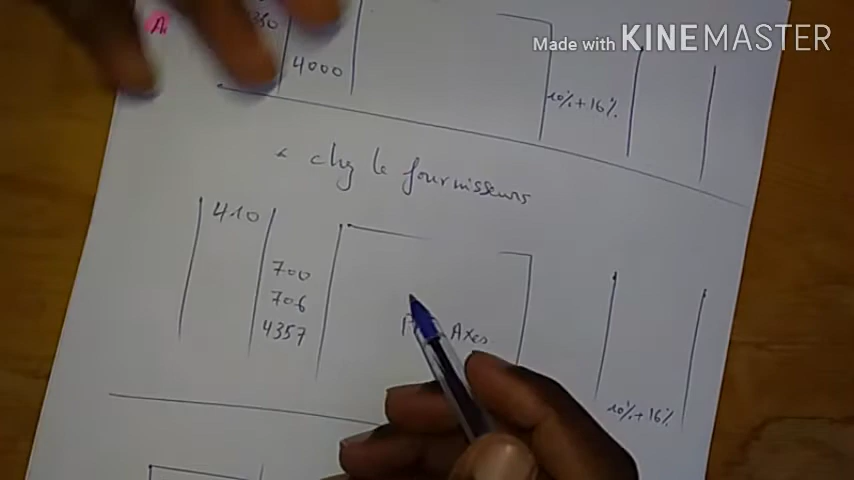 Made with KINEMASTER
A.
4000
10% + 16%
chez le fournisseurs
410
700
706
4357
Axes
10% + 16%